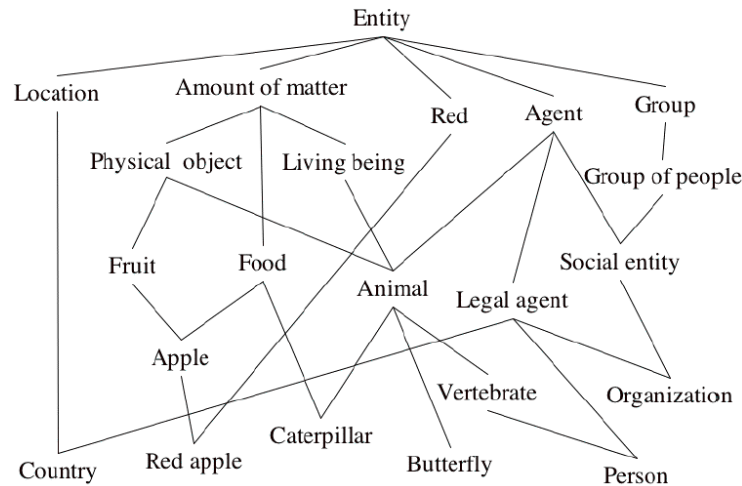 Entity
Location
Amount of matter
Red
Agent
Group
Physical object
Living being
Group of people
Fruit
Food
Animal
Legal agent
Social entity
Apple
Vertebrate
Organization
Country
Red apple
Caterpillar
Butterfly
Person